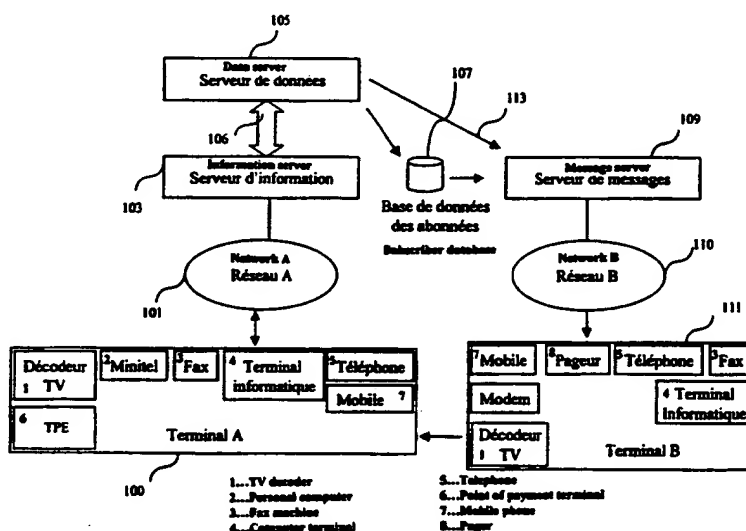 105
Data server
Serveur de données
107
113
106
109
Information server
Serveur d'information
103
Message server
Serveur de messages
Base de données
des abonnées
Subscriber database
Network A
Réseau A
101
Network B
Réseau B
110
111
Décodeur
1 TV
2 Minitel
3 Fax
4 Terminal
informatique
5 Téléphone
Mobile 7
6 TPE
Terminal A
100
7 Mobile
8 Pageur
5 Téléphone
3 Fax
Modem
4 Terminal
Informatique
Décodeur
1 TV
Terminal B
1...TV decoder
2...Personal computer
3...Fax machine
4...Computer terminal
5...Telephone
6...Point of payment terminal
7...Mobile phone
8...Pager